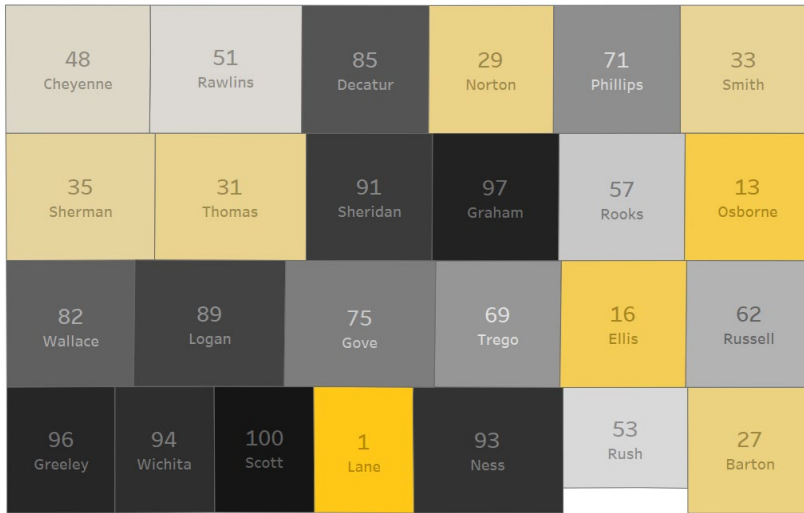 48
Cheyenne
51
Rawlins
85
Decatur
29
Norton
71
Phillips
33
Smith
35
Sherman
31
Thomas
91
Sheridan
97
Graham
57
Rooks
13
Osborne
82
Wallace
89
Logan
75
Gove
69
Trego
16
Ellis
62
Russell
96
Greeley
94
Wichita
100
Scott
1
Lane
93
Ness
53
Rush
27
Barton